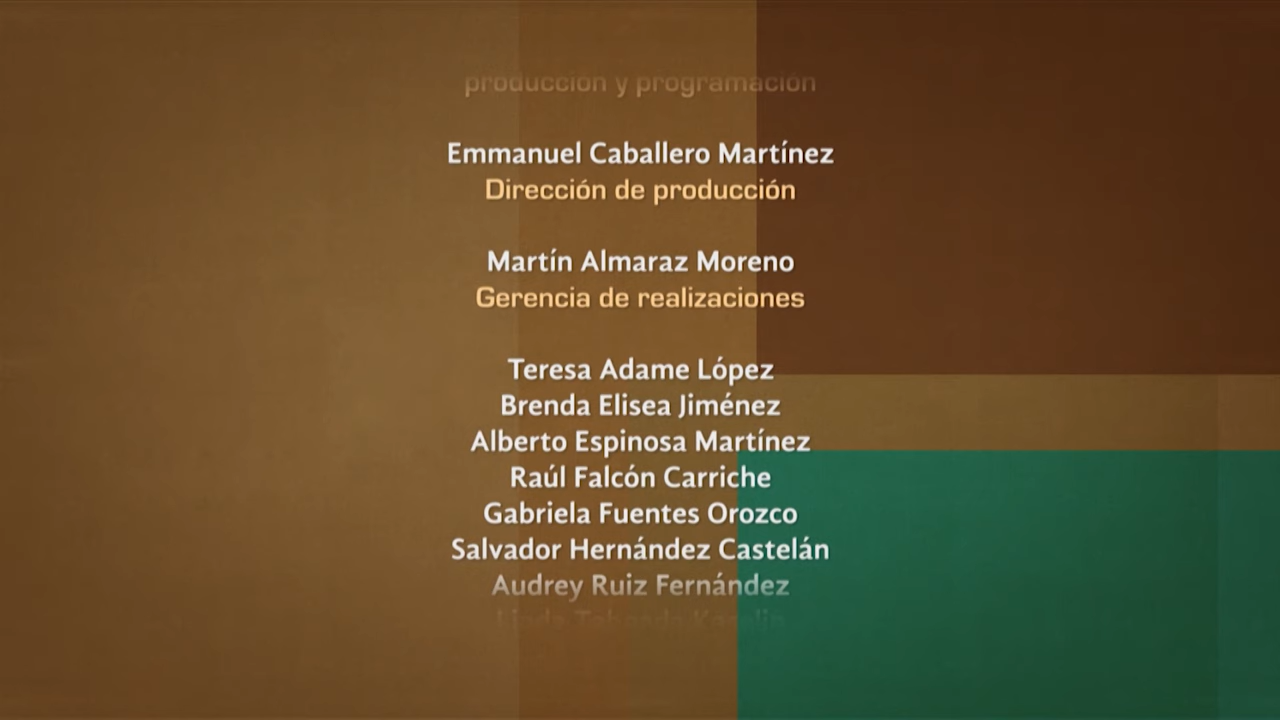 producción y programación
Emmanuel Caballero Martínez
Dirección de producción
Martín Almaraz Moreno
Gerencia de realizaciones
Teresa Adame López
Brenda Elisea Jiménez
Alberto Espinosa Martínez
Raúl Falcón Carriche
Gabriela Fuentes Orozco
Salvador Hernández Castelán
Audrey Ruiz Fernández